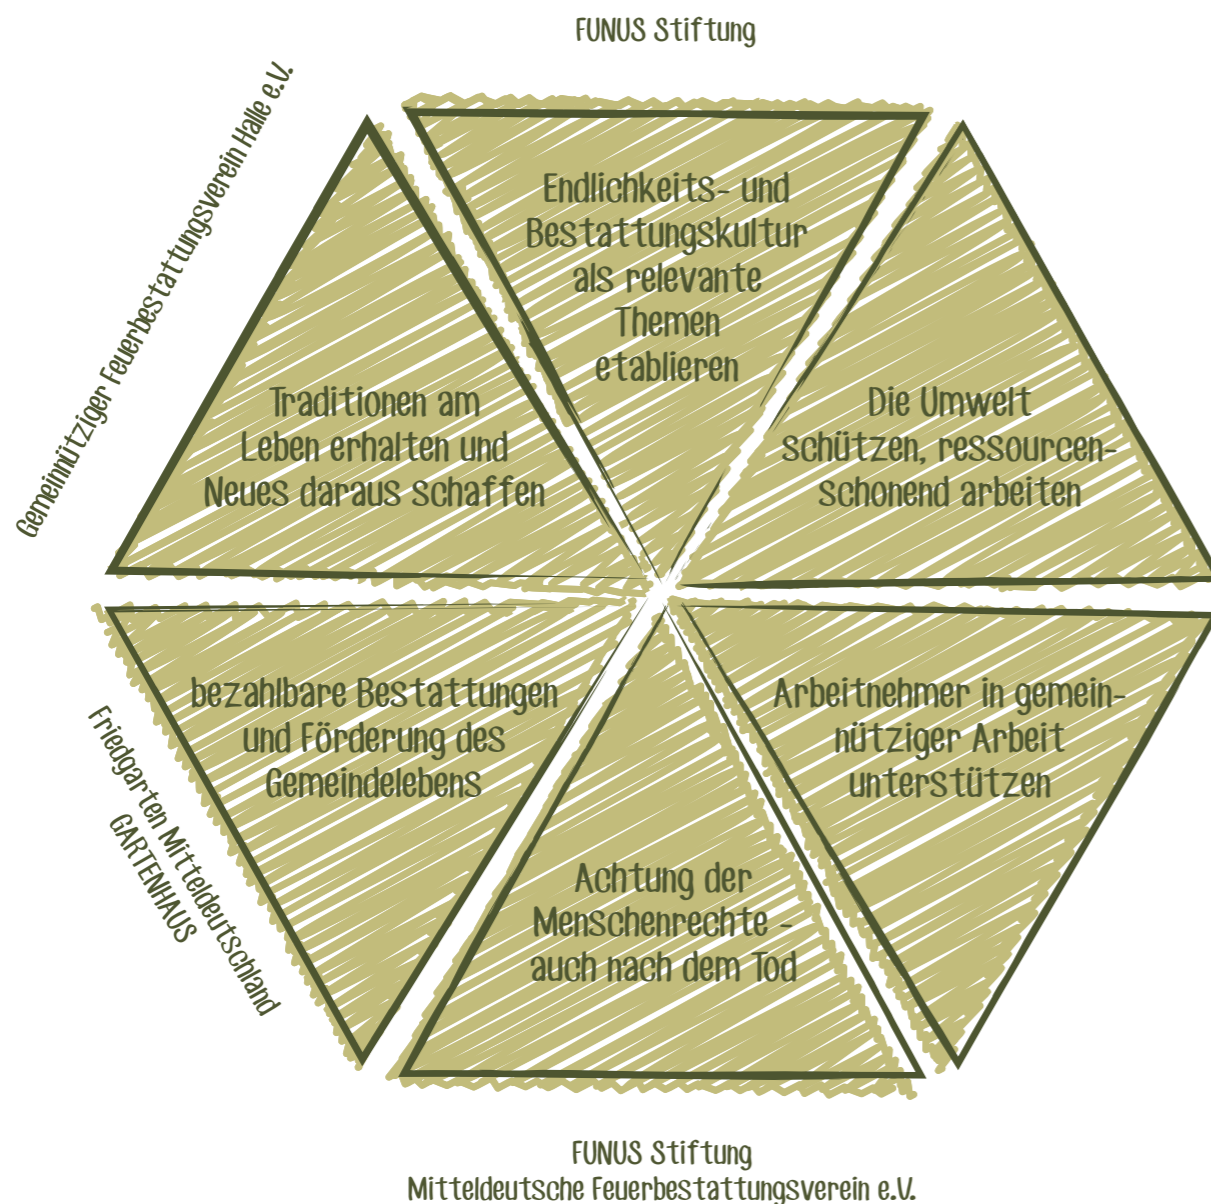 FUNUS Stiftung
Gemeinnütziger Feuerbestattungsverein Halle e.V.
Endlichkeits- und
Bestattungskultur
als relevante
Themen
etablieren
Traditionen am
Leben erhalten und
Neues daraus schaffen
Die Umwelt
schützen, ressourcen-
schonend arbeiten
bezahlbare Bestattungen
und Förderung des
Gemeindelebens
Arbeitnehmer in gemein-
nütziger Arbeit
unterstützen
Friedgarten Mitteldeutschland
GARTENHAUS
Achtung der
Menschenrechte -
auch nach dem Tod
FUNUS Stiftung
Mitteldeutsche Feuerbestattungsverein e.V.